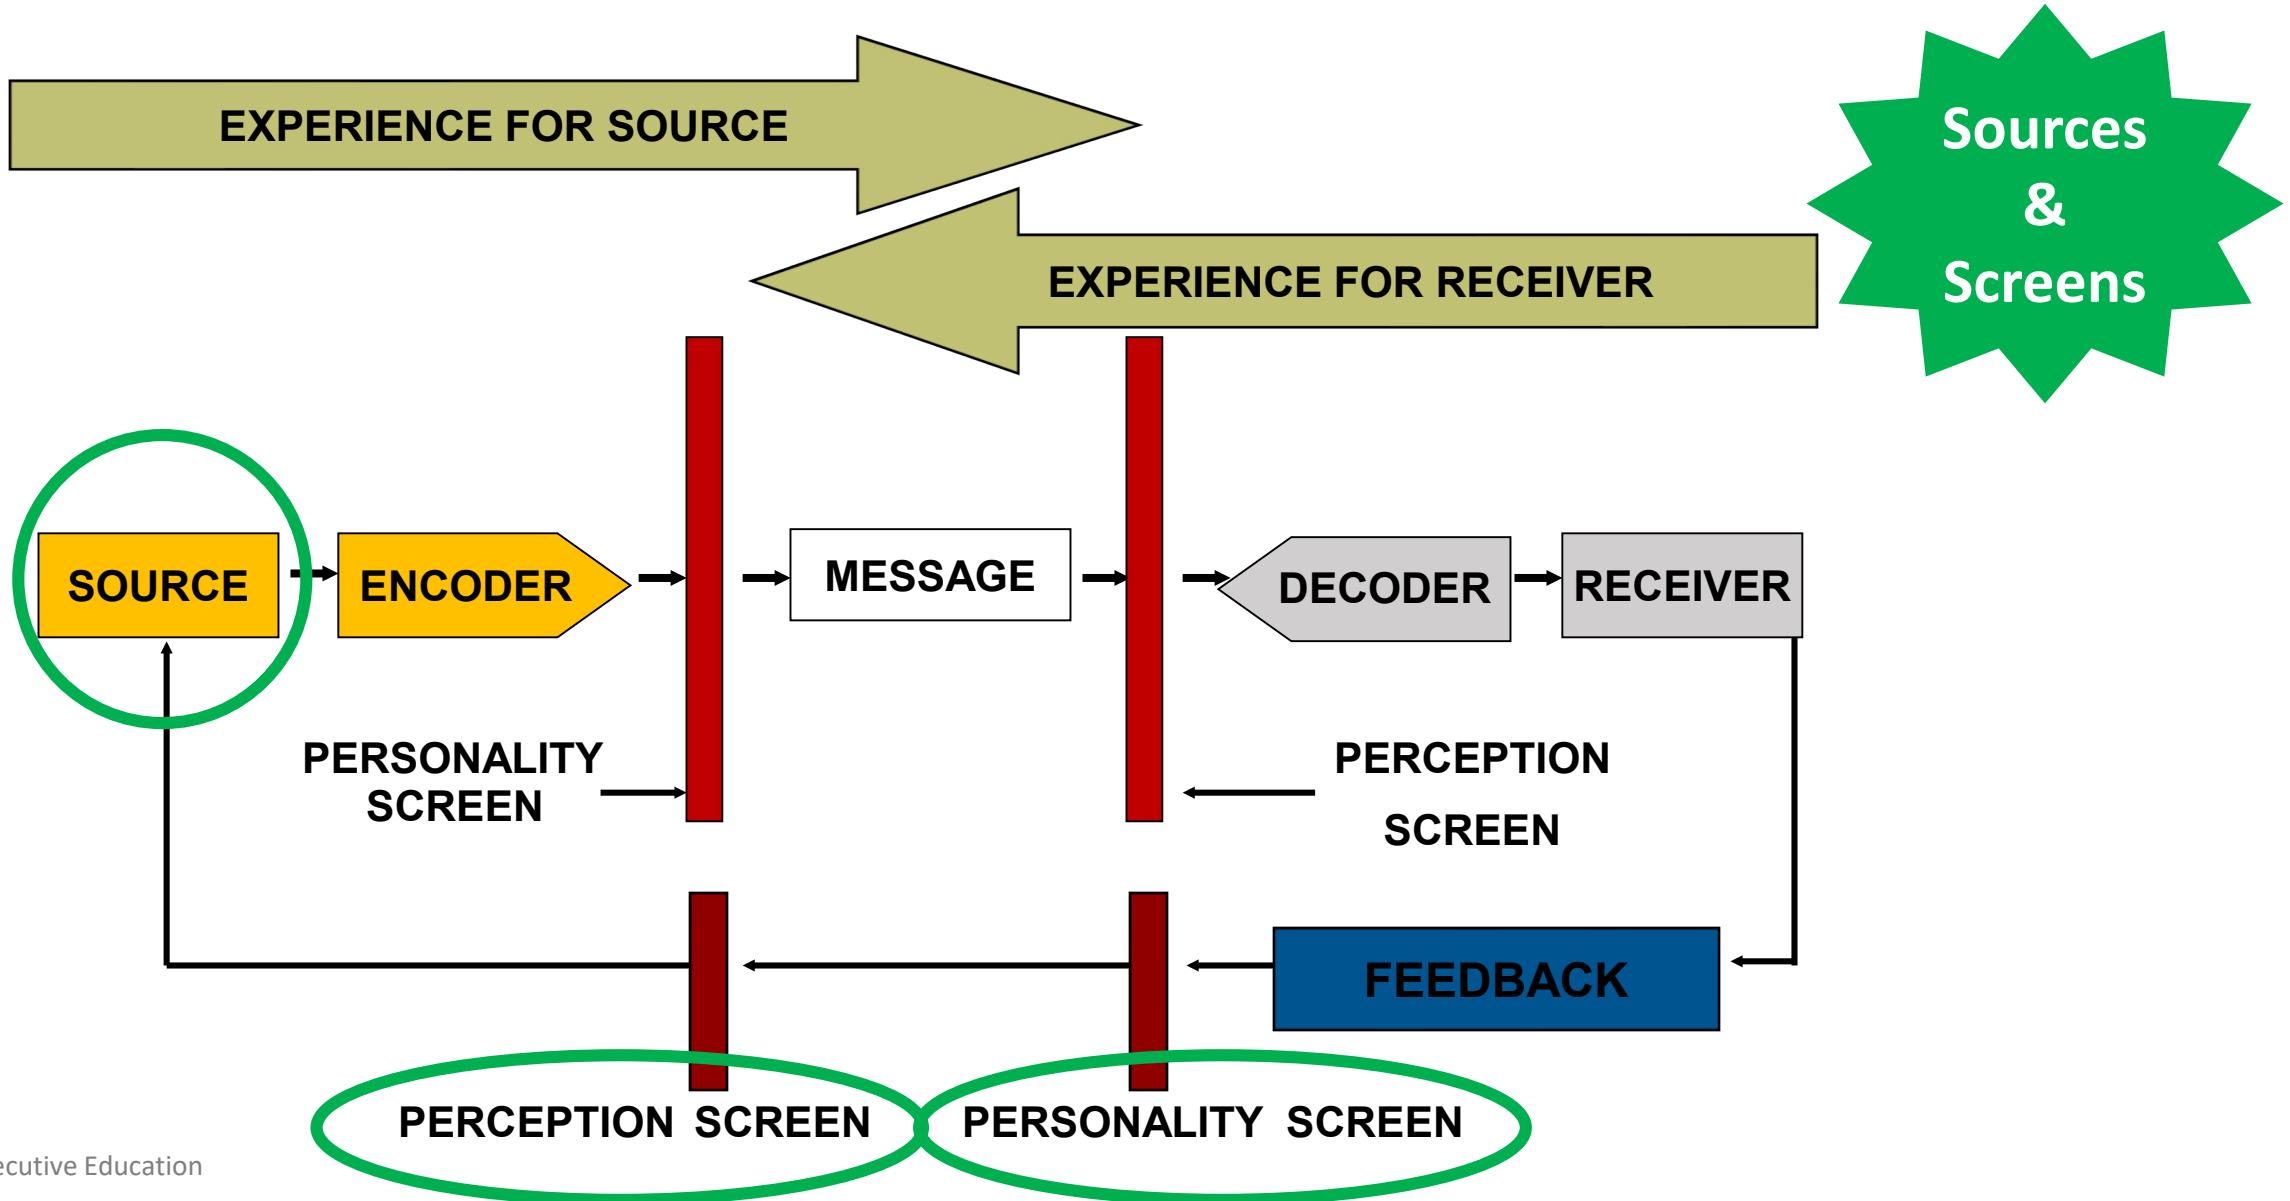 EXPERIENCE FOR SOURCE
Sources
&
Screens
EXPERIENCE FOR RECEIVER
SOURCE
ENCODER
MESSAGE
DECODER
RECEIVER
PERSONALITY
SCREEN
PERCEPTION
SCREEN
FEEDBACK
PERCEPTION SCREEN
PERSONALITY SCREEN
Education